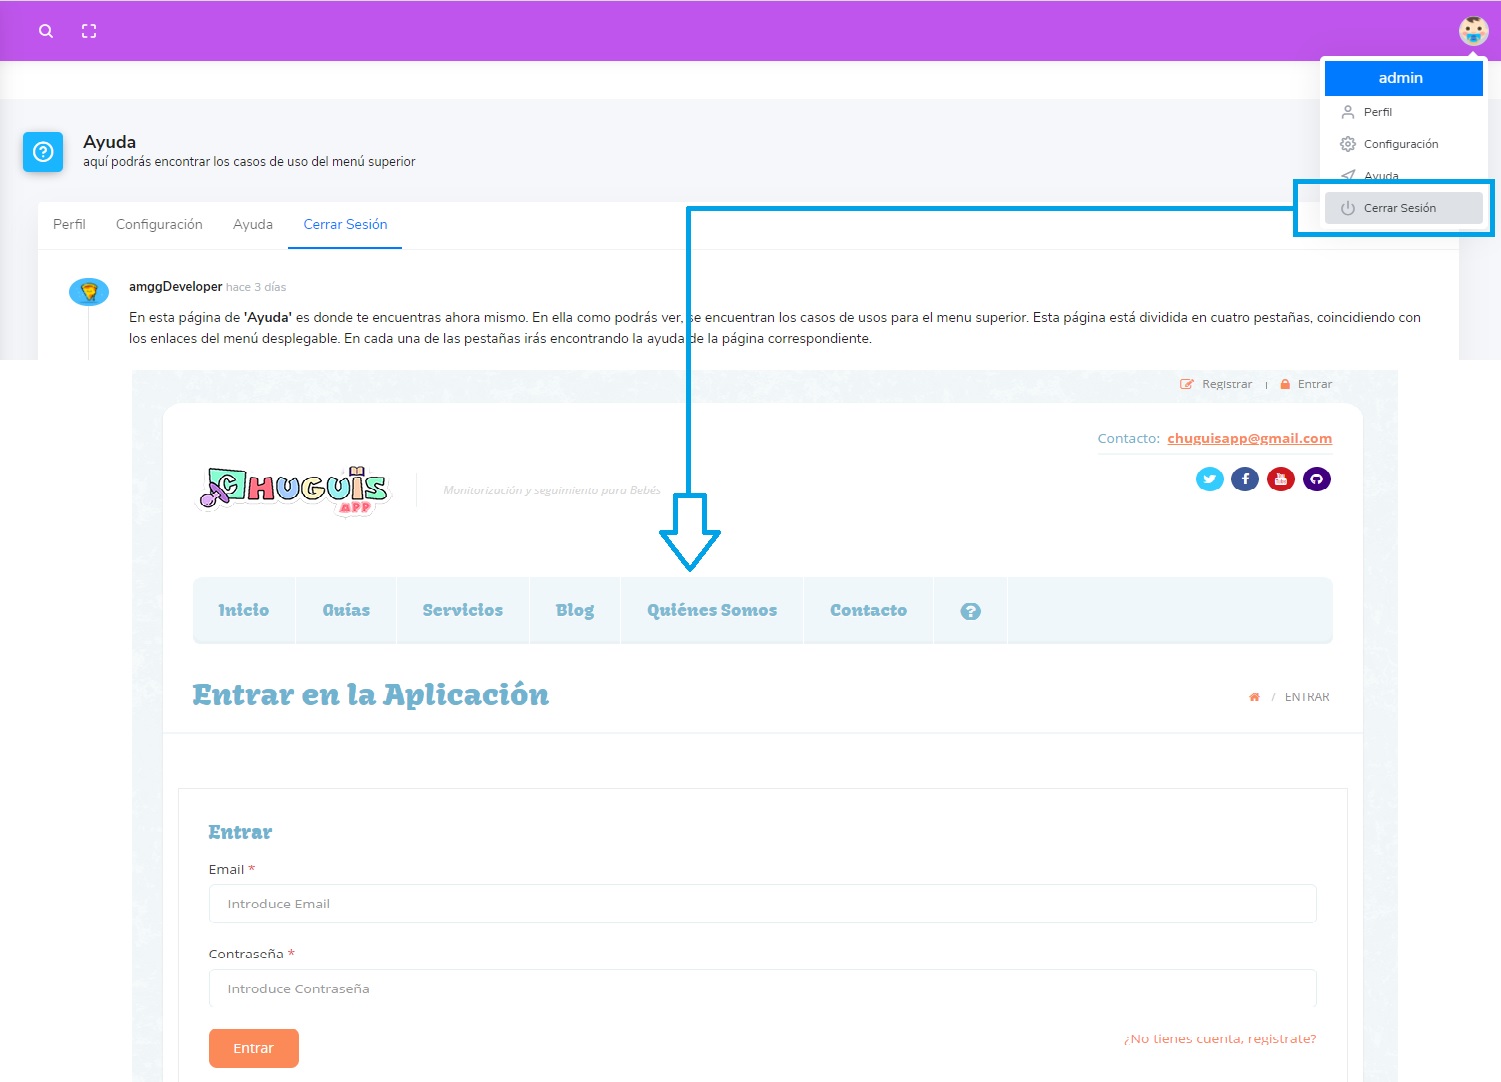 admin
Perfil
Configuración
Ayuda
Cerrar Sesión
Ayuda
aquí podrás encontrar los casos de uso del menú superior
Perfil Configuración Ayuda Cerrar Sesión
amggDeveloper hace 3 días
En esta página de 'Ayuda' es donde te encuentras ahora mismo. En ella como podrás ver, se encuentran los casos de usos para el menu superior. Esta página está dividida en cuatro pestañas, coincidiendo con
los enlaces del menú desplegable. En cada una de las pestañas irás encontrando la ayuda de la página correspondiente.
Registrar | Entrar
Contacto: chuguisapp@gmail.com
CHUGUIS
APP
Monitorización y seguimiento para Bebés
Inicio Guías Servicios Blog Quiénes Somos Contacto ?
Entrar en la Aplicación
/ ENTRAR
Entrar
Email *
Introduce Email
Contraseña *
Introduce Contraseña
Entrar
¿No tienes cuenta, registrate?